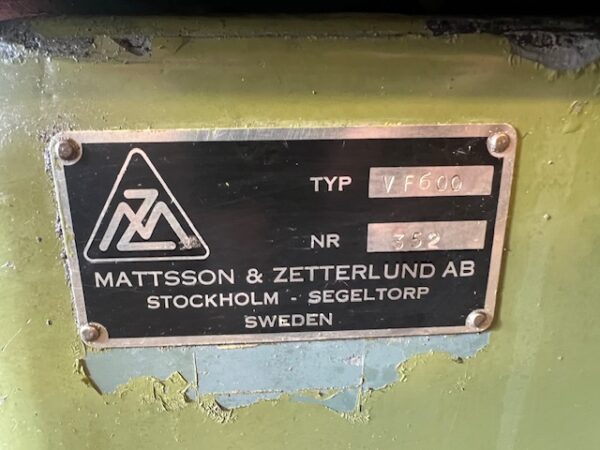 TYP VF600
NR 352
MATTSSON & ZETTERLUND AB
STOCKHOLM - SEGELTORP
SWEDEN